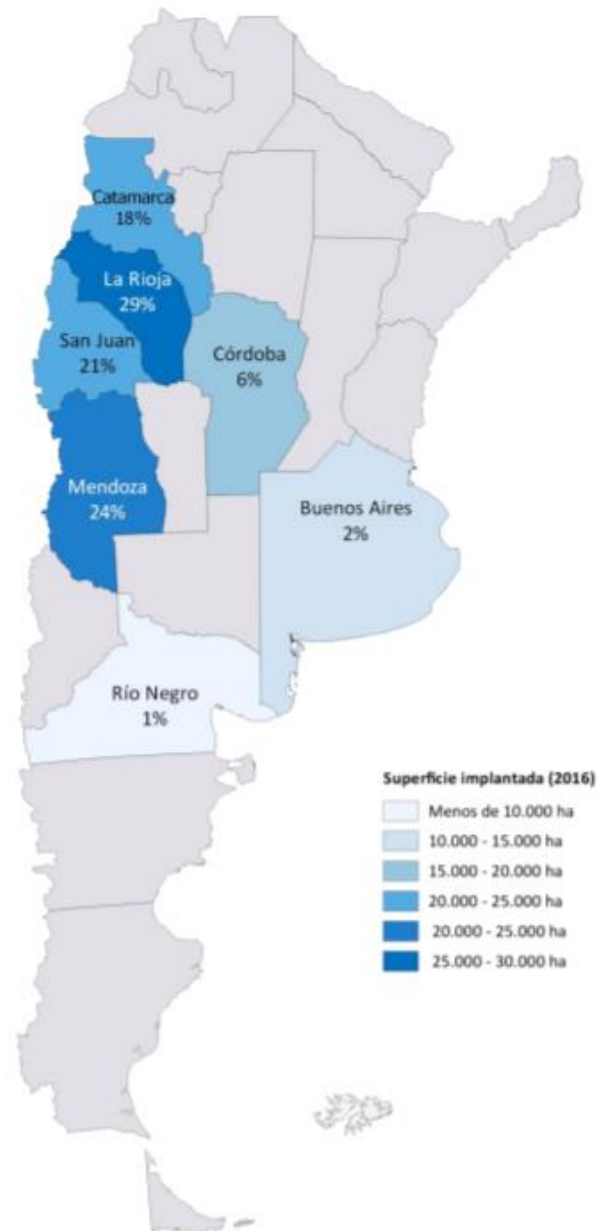 Catamarca
18%
La Rioja
29%
San Juan
21%
Córdoba
6%
Mendoza
24%
Buenos Aires
2%
Río Negro
1%
Superficie implantada (2016)
Menos de 10.000 ha
10.000 - 15.000 ha
15.000 - 20.000 ha
20.000 - 25.000 ha
20.000 - 25.000 ha
25.000 - 30.000 ha